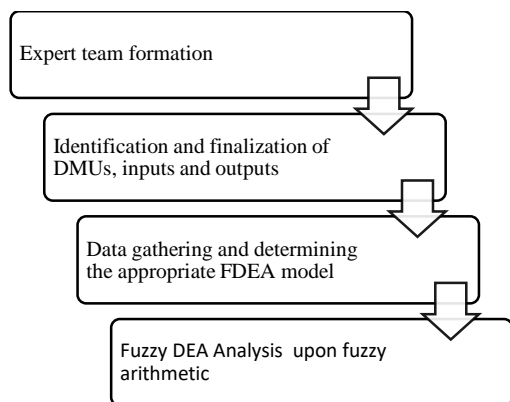 Expert team formation
Identification and finalization of
DMUs, inputs and outputs
Data gathering and determining
the appropriate FDEA model
Fuzzy DEA Analysis upon fuzzy
arithmetic